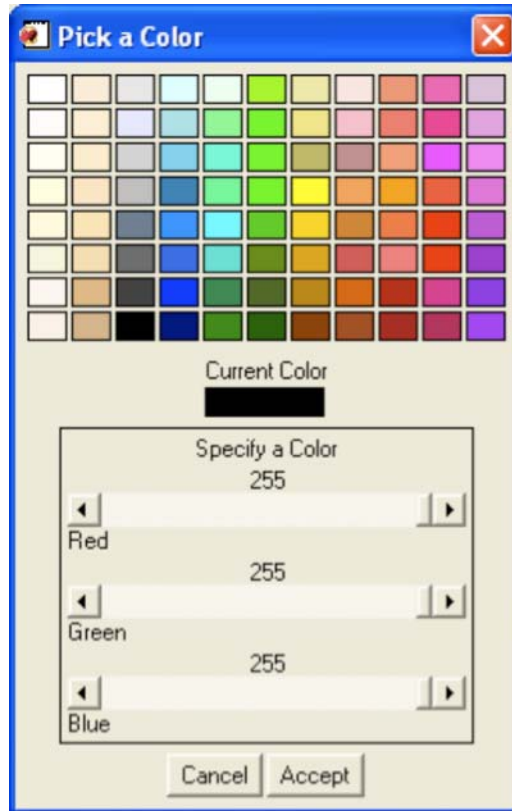 Pick a Color
Current Color
Specify a Color
255
Red
255
Green
255
Blue
Cancel Accept